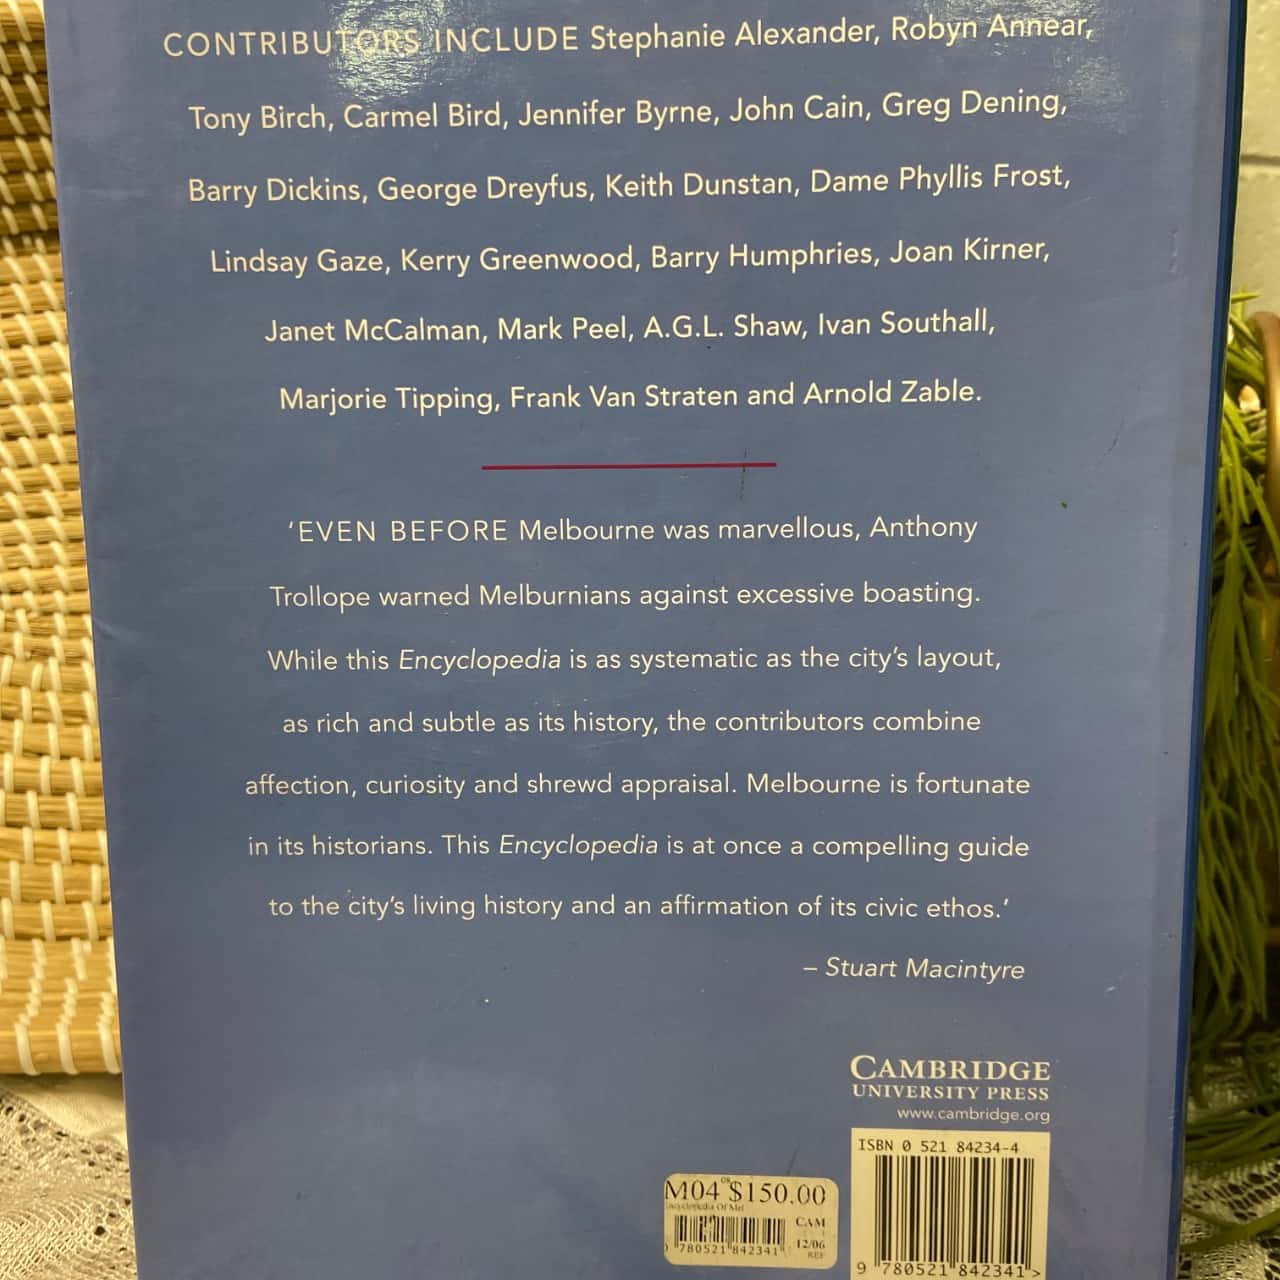 CONTRIBUTORS INCLUDE Stephanie Alexander, Robyn Annear,
Tony Birch, Carmel Bird, Jennifer Byrne, John Cain, Greg Dening,
Barry Dickins, George Dreyfus, Keith Dunstan, Dame Phyllis Frost,
Lindsay Gaze, Kerry Greenwood, Barry Humphries, Joan Kirner,
Janet McCalman, Mark Peel, A.G.L. Shaw, Ivan Southall,
Marjorie Tipping, Frank Van Straten and Arnold Zable.
'EVEN BEFORE Melbourne was marvellous, Anthony
Trollope warned Melburnians against excessive boasting.
While this Encyclopedia is as systematic as the city's layout,
as rich and subtle as its history, the contributors combine
affection, curiosity and shrewd appraisal. Melbourne is fortunate
in its historians. This Encyclopedia is at once a compelling guide
to the city's living history and an affirmation of its civic ethos.'
– Stuart Macintyre
CAMBRIDGE
UNIVERSITY PRESS
www.cambridge.org
ISBN 0 521 84234-4
9 780521 842341 >
M04 $150.00
Encyclopedia Of Mel
CAM
12/06
REF
780521 842341